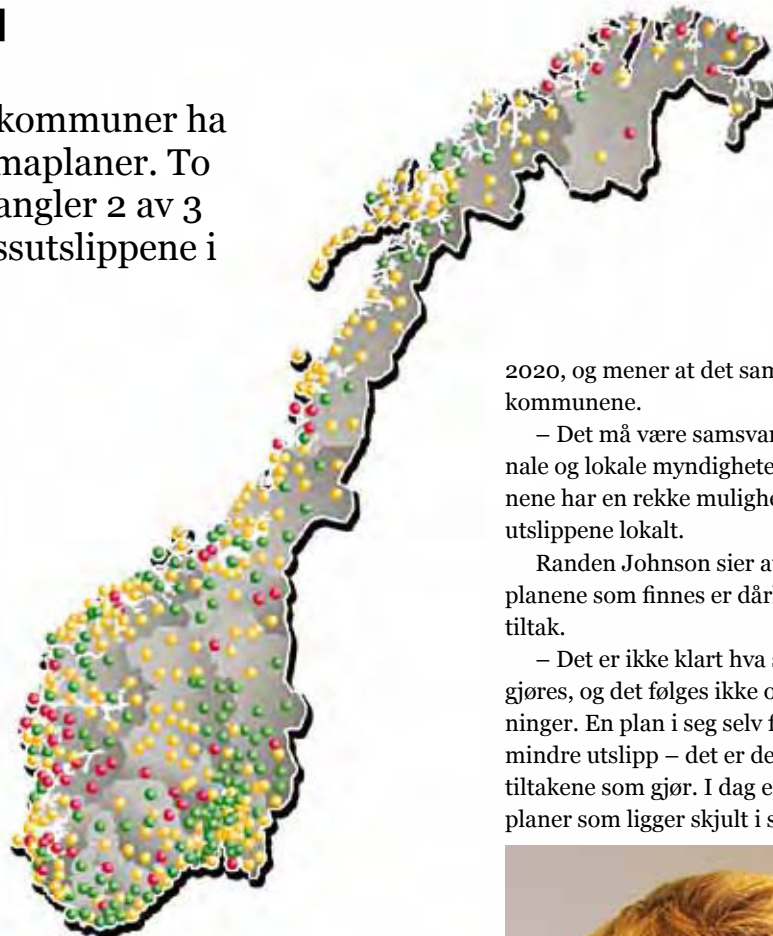 kommuner ha
maplaner. To
angler 2 av 3
ssutslippene i
2020, og mener at det sam
kommunene.
– Det må være samsvar
nale og lokale myndighete
nene har en rekke mulighe
utslippene lokalt.
Randen Johnson sier a
planene som finnes er dår
tiltak.
– Det er ikke klart hva s
gjøres, og det følges ikke o
ninger. En plan i seg selv f
mindre utslipp – det er de
tiltakene som gjør. I dag e
planer som ligger skjult i s